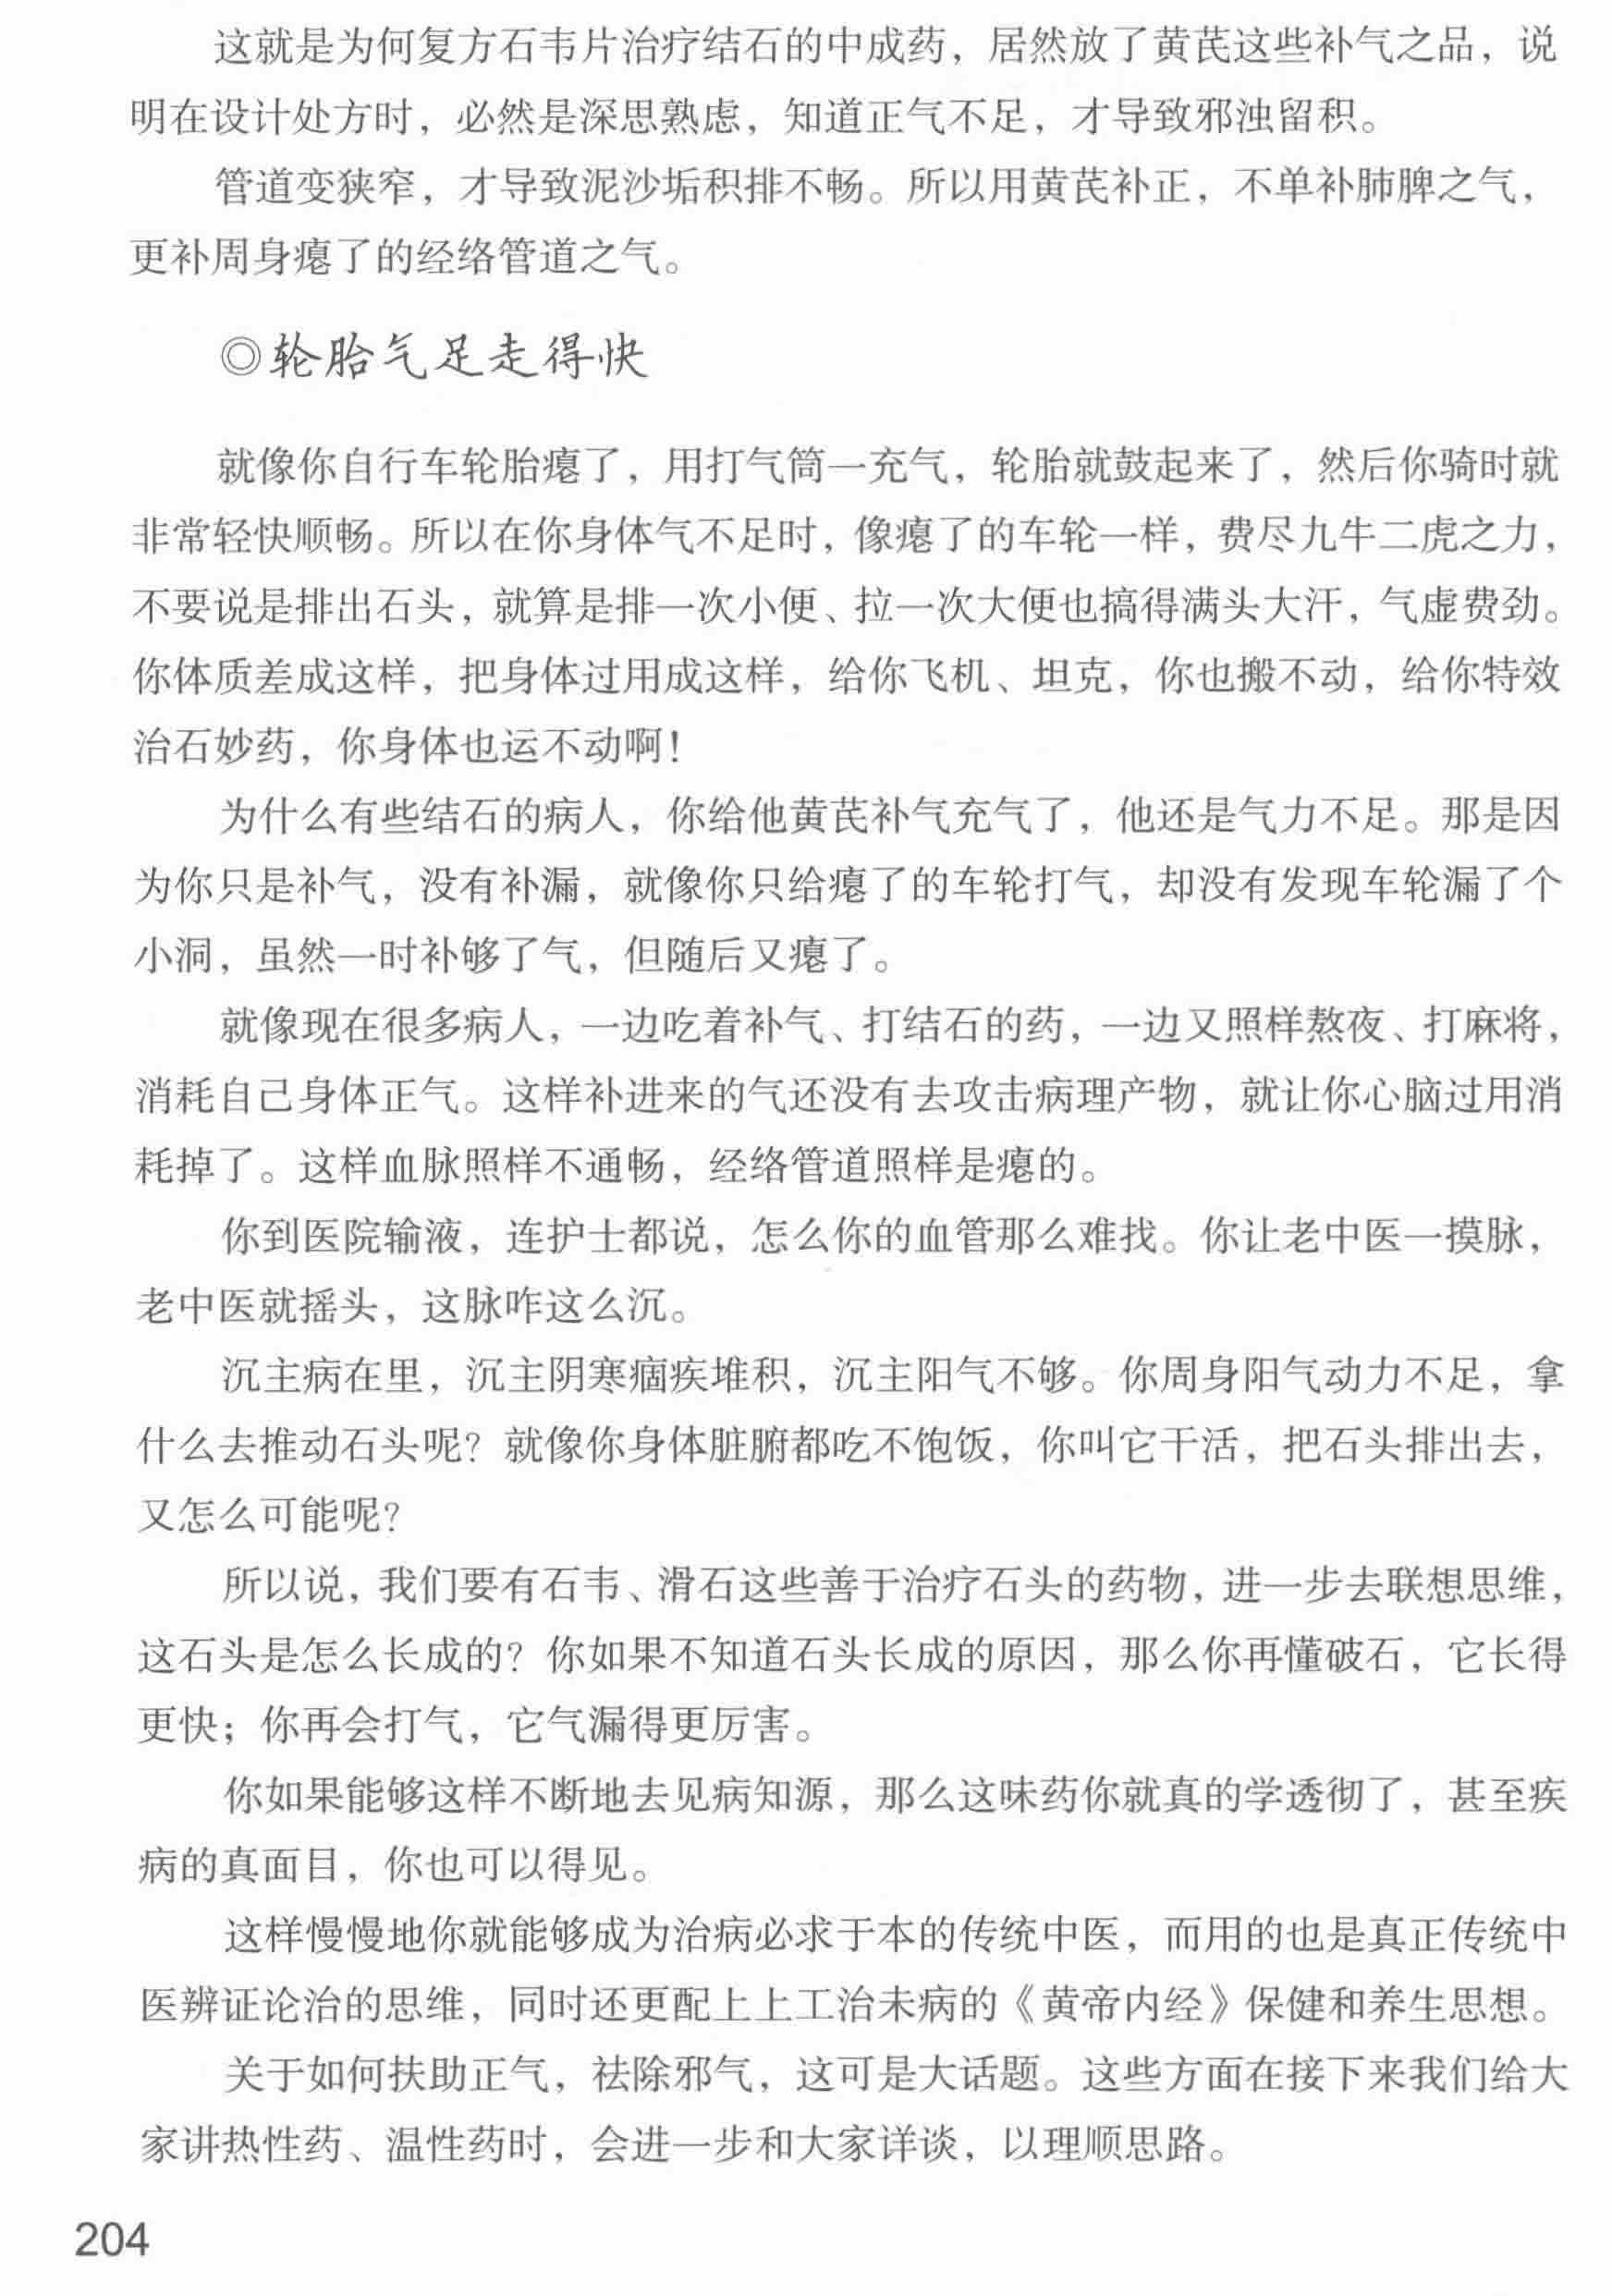 这就是为何复方石韦片治疗结石的中成药，居然放了黄芪这些补气之品，说
明在设计处方时，必然是深思熟虑，知道正气不足，才导致邪浊留积。
管道变狭窄，才导致泥沙垢积排不畅。所以用黄芪补正，不单补肺脾之气，
更补周身瘪了的经络管道之气。
◎轮胎气足走得快
就像你自行车轮胎瘪了，用打气筒一充气，轮胎就鼓起来了，然后你骑时就
非常轻快顺畅。所以在你身体气不足时，像瘪了的车轮一样，费尽九牛二虎之力，
不要说是排出石头，就算是排一次小便、拉一次大便也搞得满头大汗，气虚费劲。
你体质差成这样，把身体过用成这样，给你飞机、坦克，你也搬不动，给你特效
治石妙药，你身体也运不动啊！
为什么有些结石的病人，你给他黄芪补气充气了，他还是气力不足。那是因
为你只是补气，没有补漏，就像你只给瘪了的车轮打气，却没有发现车轮漏了个
小洞，虽然一时补够了气，但随后又瘪了。
就像现在很多病人，一边吃着补气、打结石的药，一边又照样熬夜、打麻将，
消耗自己身体正气。这样补进来的气还没有去攻击病理产物，就让你心脑过用消
耗掉了。这样血脉照样不通畅，经络管道照样是瘪的。
你到医院输液，连护士都说，怎么你的血管那么难找。你让老中医一摸脉，
老中医就摇头，这脉咋这么沉。
沉主病在里，沉主阴寒痼疾堆积，沉主阳气不够。你周身阳气动力不足，拿
什么去推动石头呢？就像你身体脏腑都吃不饱饭，你叫它干活，把石头排出去，
又怎么可能呢？
所以说，我们要有石韦、滑石这些善于治疗石头的药物，进一步去联想思维，
这石头是怎么长成的？你如果不知道石头长成的原因，那么你再懂破石，它长得
更快；你再会打气，它气漏得更厉害。
你如果能够这样不断地去见病知源，那么这味药你就真的学透彻了，甚至疾
病的真面目，你也可以得见。
这样慢慢地你就能够成为治病必求于本的传统中医，而用的也是真正传统中
医辨证论治的思维，同时还更配上上工治未病的《黄帝内经》保健和养生思想。
关于如何扶助正气，祛除邪气，这可是大话题。这些方面在接下来我们给大
家讲热性药、温性药时，会进一步和大家详谈，以理顺思路。
204